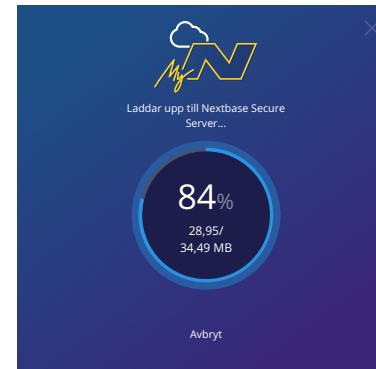 My N
Laddar upp till Nextbase Secure
Server...
84%
28,95/
34,49 MB
Avbryt